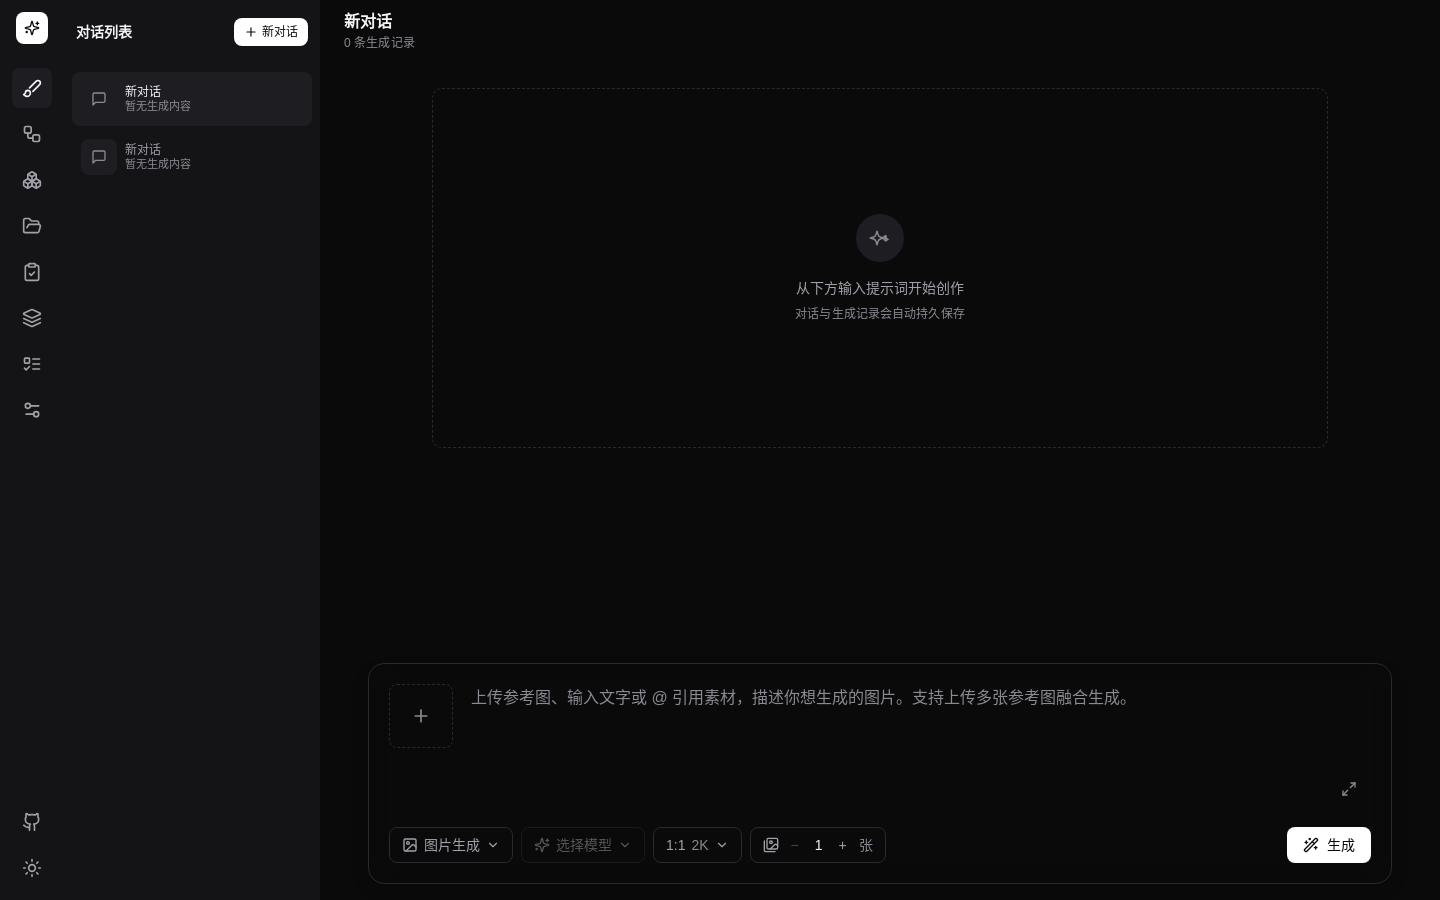 对话列表
新对话
新对话
暂无生成内容
新对话
暂无生成内容
新对话
0 条生成记录
从下方输入提示词开始创作
对话与生成记录会自动持久保存
上传参考图、输入文字或 @ 引用素材，描述你想生成的图片。支持上传多张参考图融合生成。
图片生成
选择模型
1:1 2K
− 1 + 张
生成